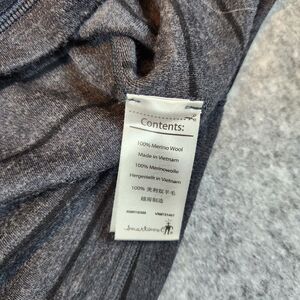 Contents:
100% Merino Wool
Made in Vietnam
100% Merinowolle
Hergestellt in Vietnam
100% 美利奴羊毛
越南制造
smartwool